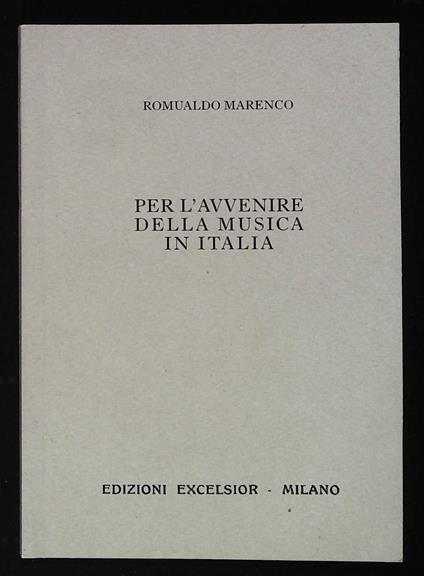 ROMUALDO MARENCO
PER L'AVVENIRE
DELLA MUSICA
IN ITALIA
EDIZIONI EXCELSIOR - MILANO